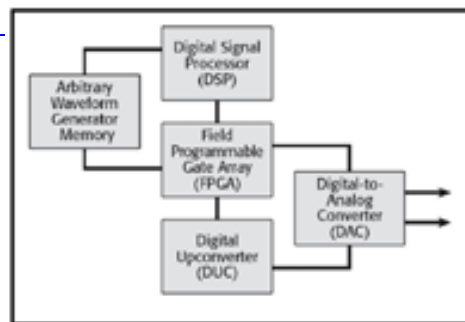 Digital Signal
Processor
(DSP)
Arbitrary
Waveform
Generator
Memory
Field
Programmable
Gate Array
(FPGA)
Digital-to-
Analog
Converter
(DAC)
Digital
Upconverter
(DUC)